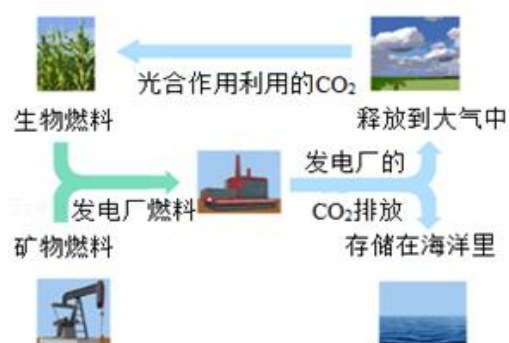 光合作用利用的CO₂
生物燃料
释放到大气中
发电厂的
发电厂燃料
CO₂排放
矿物燃料
存储在海洋里